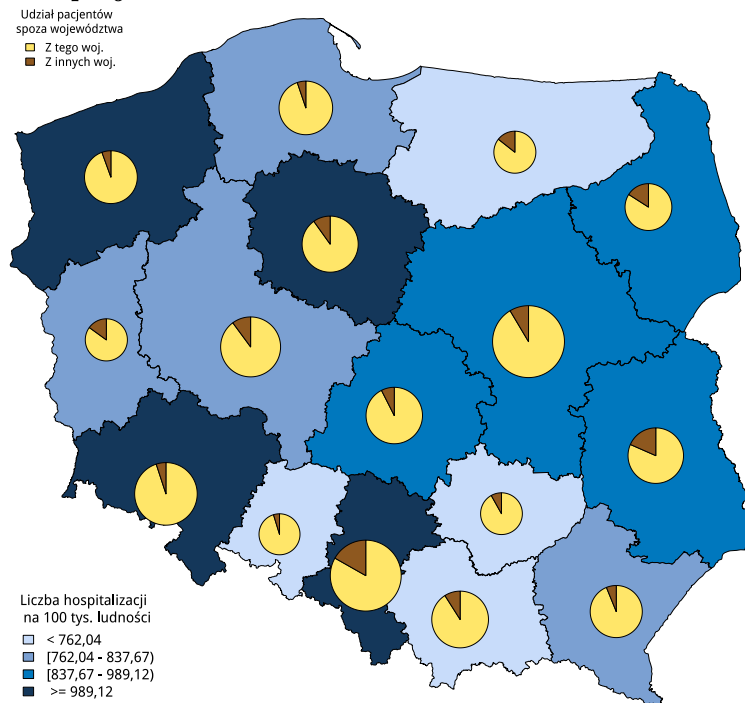 Udział pacjentów
spoza województwa
Z tego woj.
Z innych woj.
Liczba hospitalizacji
na 100 tys. ludności
< 762,04
[762,04 - 837,67)
[837,67 - 989,12)
>= 989,12